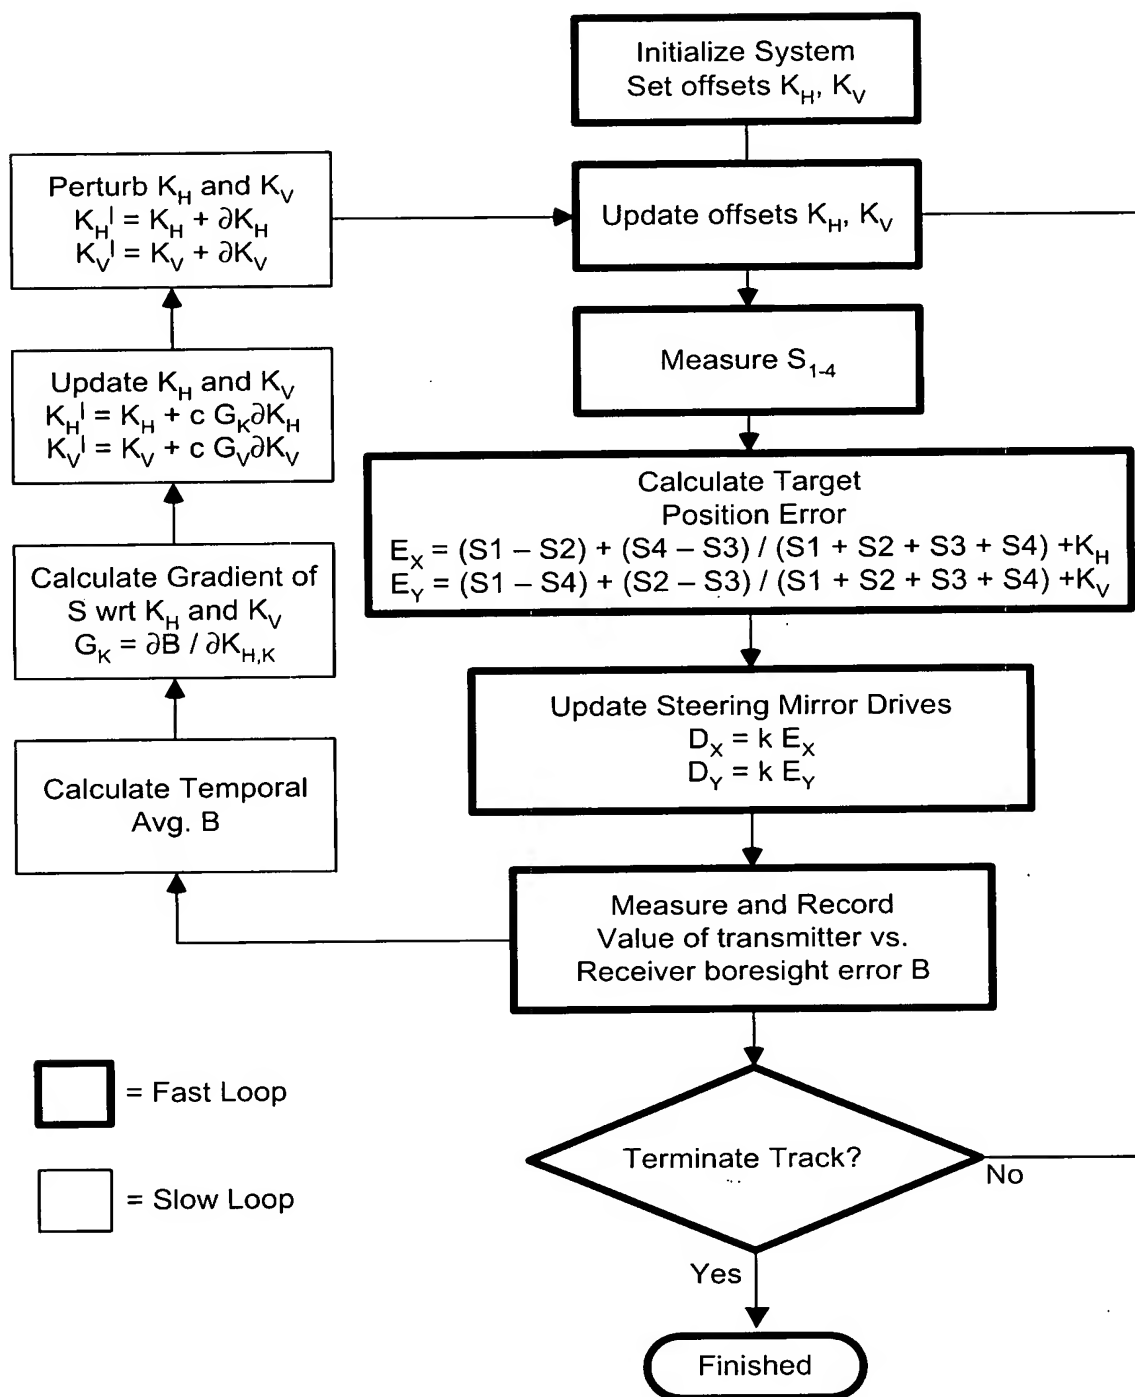 Initialize System
Set offsets K_H, K_V
Perturb K_H and K_V
K_H^I = K_H + ∂K_H
K_V^I = K_V + ∂K_V
Update offsets K_H, K_V
Measure S_1-4
Update K_H and K_V
K_H^I = K_H + c G_K∂K_H
K_V^I = K_V + c G_V∂K_V
Calculate Target
Position Error
E_X = (S1 – S2) + (S4 – S3) / (S1 + S2 + S3 + S4) +K_H
E_Y = (S1 – S4) + (S2 – S3) / (S1 + S2 + S3 + S4) +K_V
Calculate Gradient of
S wrt K_H and K_V
G_K = ∂B / ∂K_H,K
Update Steering Mirror Drives
D_X = k E_X
D_Y = k E_Y
Calculate Temporal
Avg. B
Measure and Record
Value of transmitter vs.
Receiver boresight error B
= Fast Loop
= Slow Loop
Terminate Track?
No
Yes
Finished